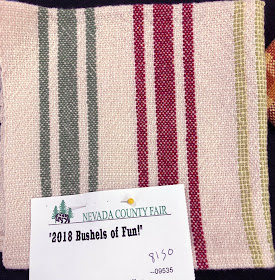 NEVADA COUNTY FAIR
"2018 Bushels of Fun!"
8150
--09535